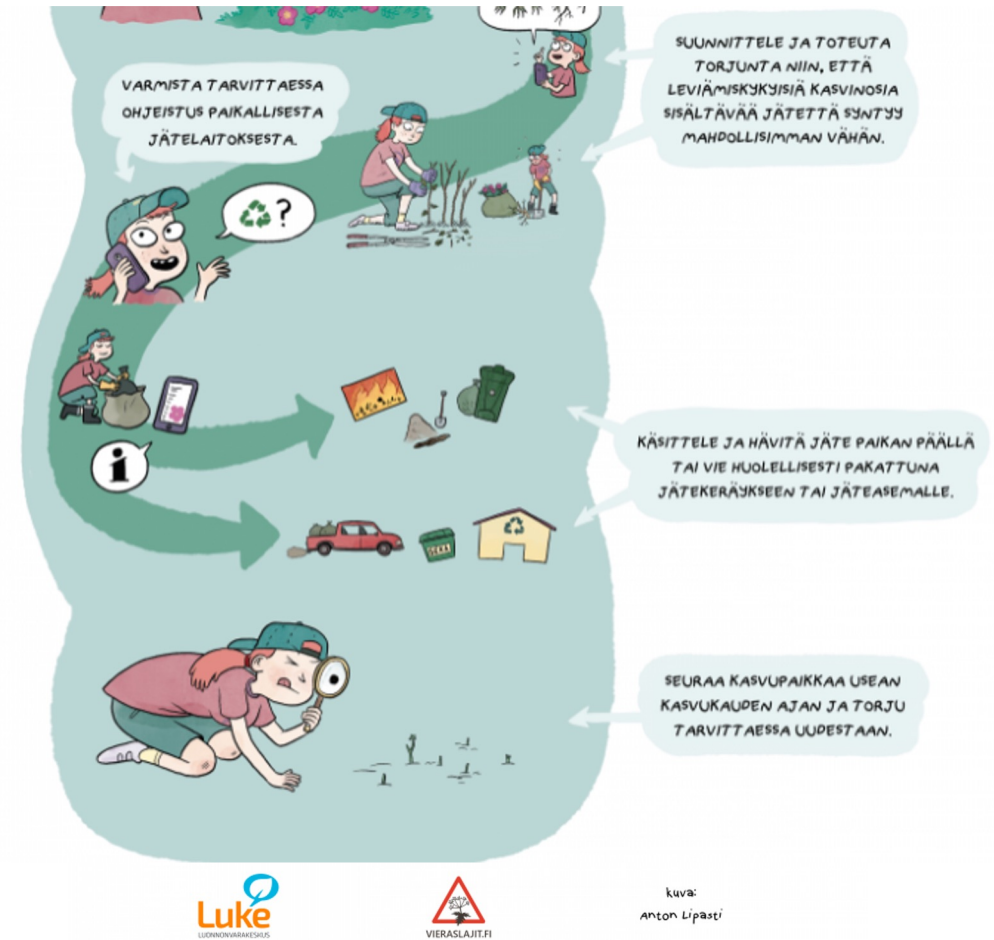 SUUNNITTELE JA TOTEUTA
TORJUNTA NIIN, ETTÄ
LEVIÄMISKYKYISIÄ KASVINOSIA
SISÄLTÄVÄÄ JÄTETTÄ SYNTYY
MAHDOLLISIMMAN VÄHÄN.
VARMISTA TARVITTAESSA
OHJEISTUS PAIKALLISESTA
JÄTELAITOKSESTA.
?
i
KÄSITTELE JA HÄVITÄ JÄTE PAIKAN PÄÄLLÄ
TAI VIE HUOLELLISESTI PAKATTUNA
JÄTEKERÄYKSEEN TAI JÄTEASEMALLE.
SEKA
SEURAA KASVUPAIKKAA USEAN
KASVUKAUDEN AJAN JA TORJU
TARVITTAESSA UUDESTAAN.
Luke
LUONNONVARAKESKUS
VIERASLAJIT.FI
kuva:
Anton Lipasti